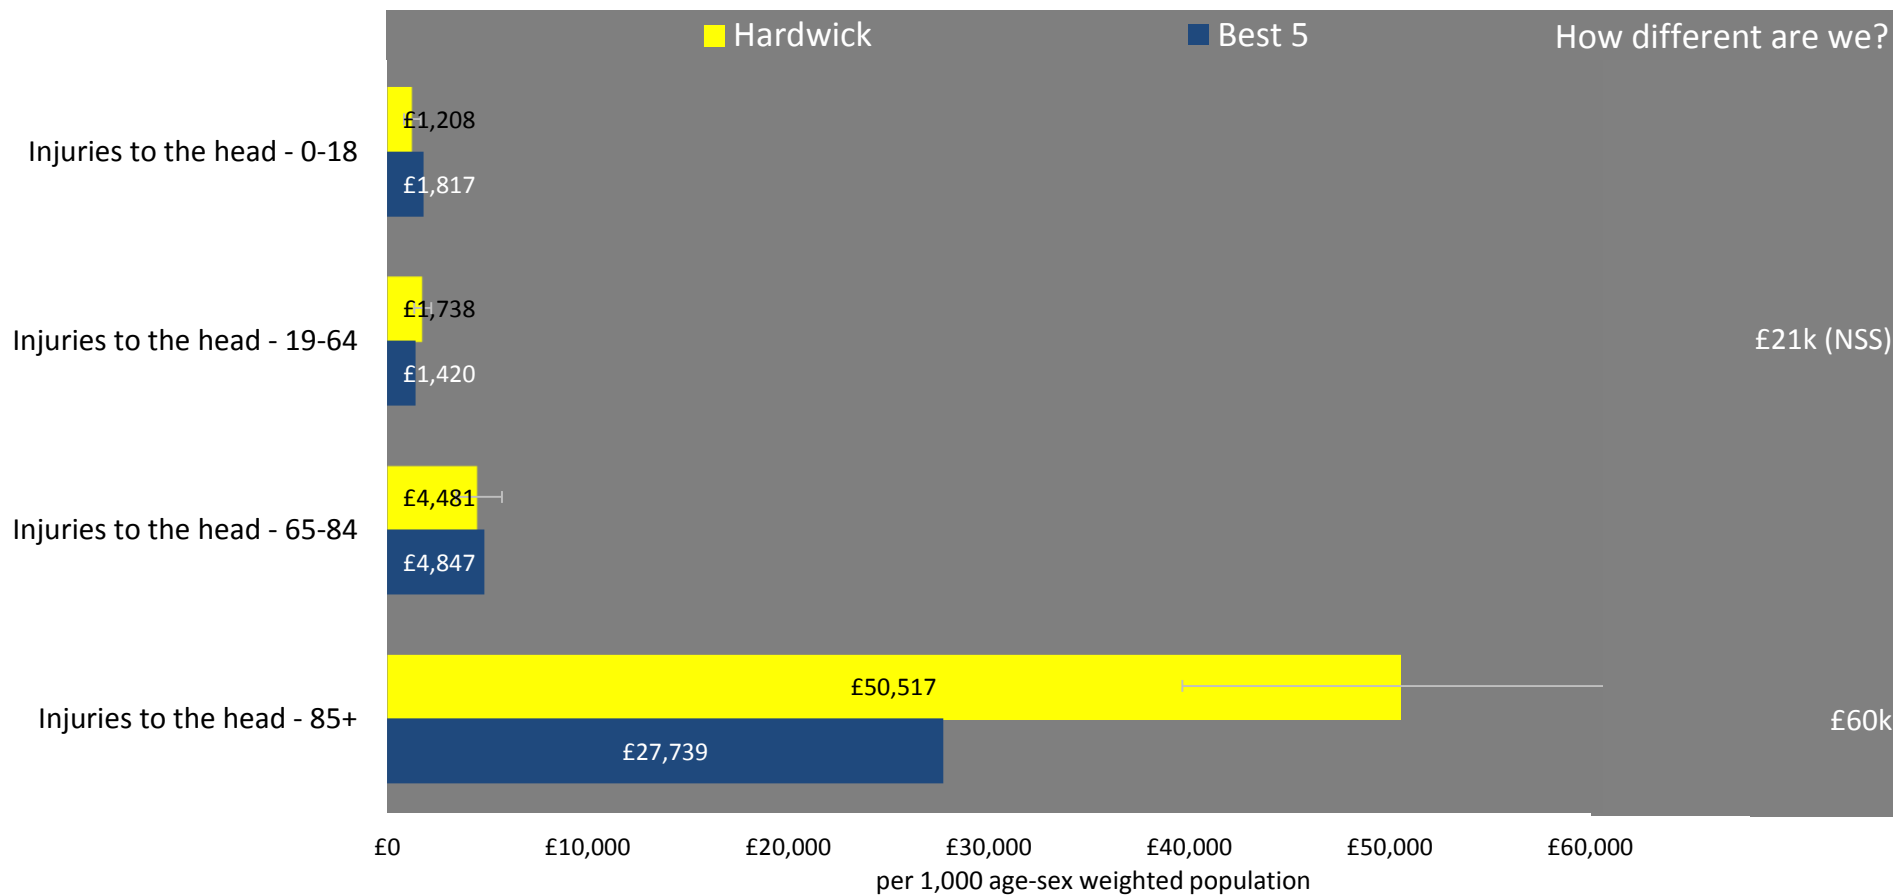 Hardwick
Best 5
How different are we?
Injuries to the head - 0-18
£1,208
£1,817
Injuries to the head - 19-64
£1,738
£1,420
£21k (NSS)
Injuries to the head - 65-84
£4,481
£4,847
Injuries to the head - 85+
£50,517
£27,739
£60k
£0 £10,000 £20,000 £30,000 £40,000 £50,000 £60,000
per 1,000 age-sex weighted population